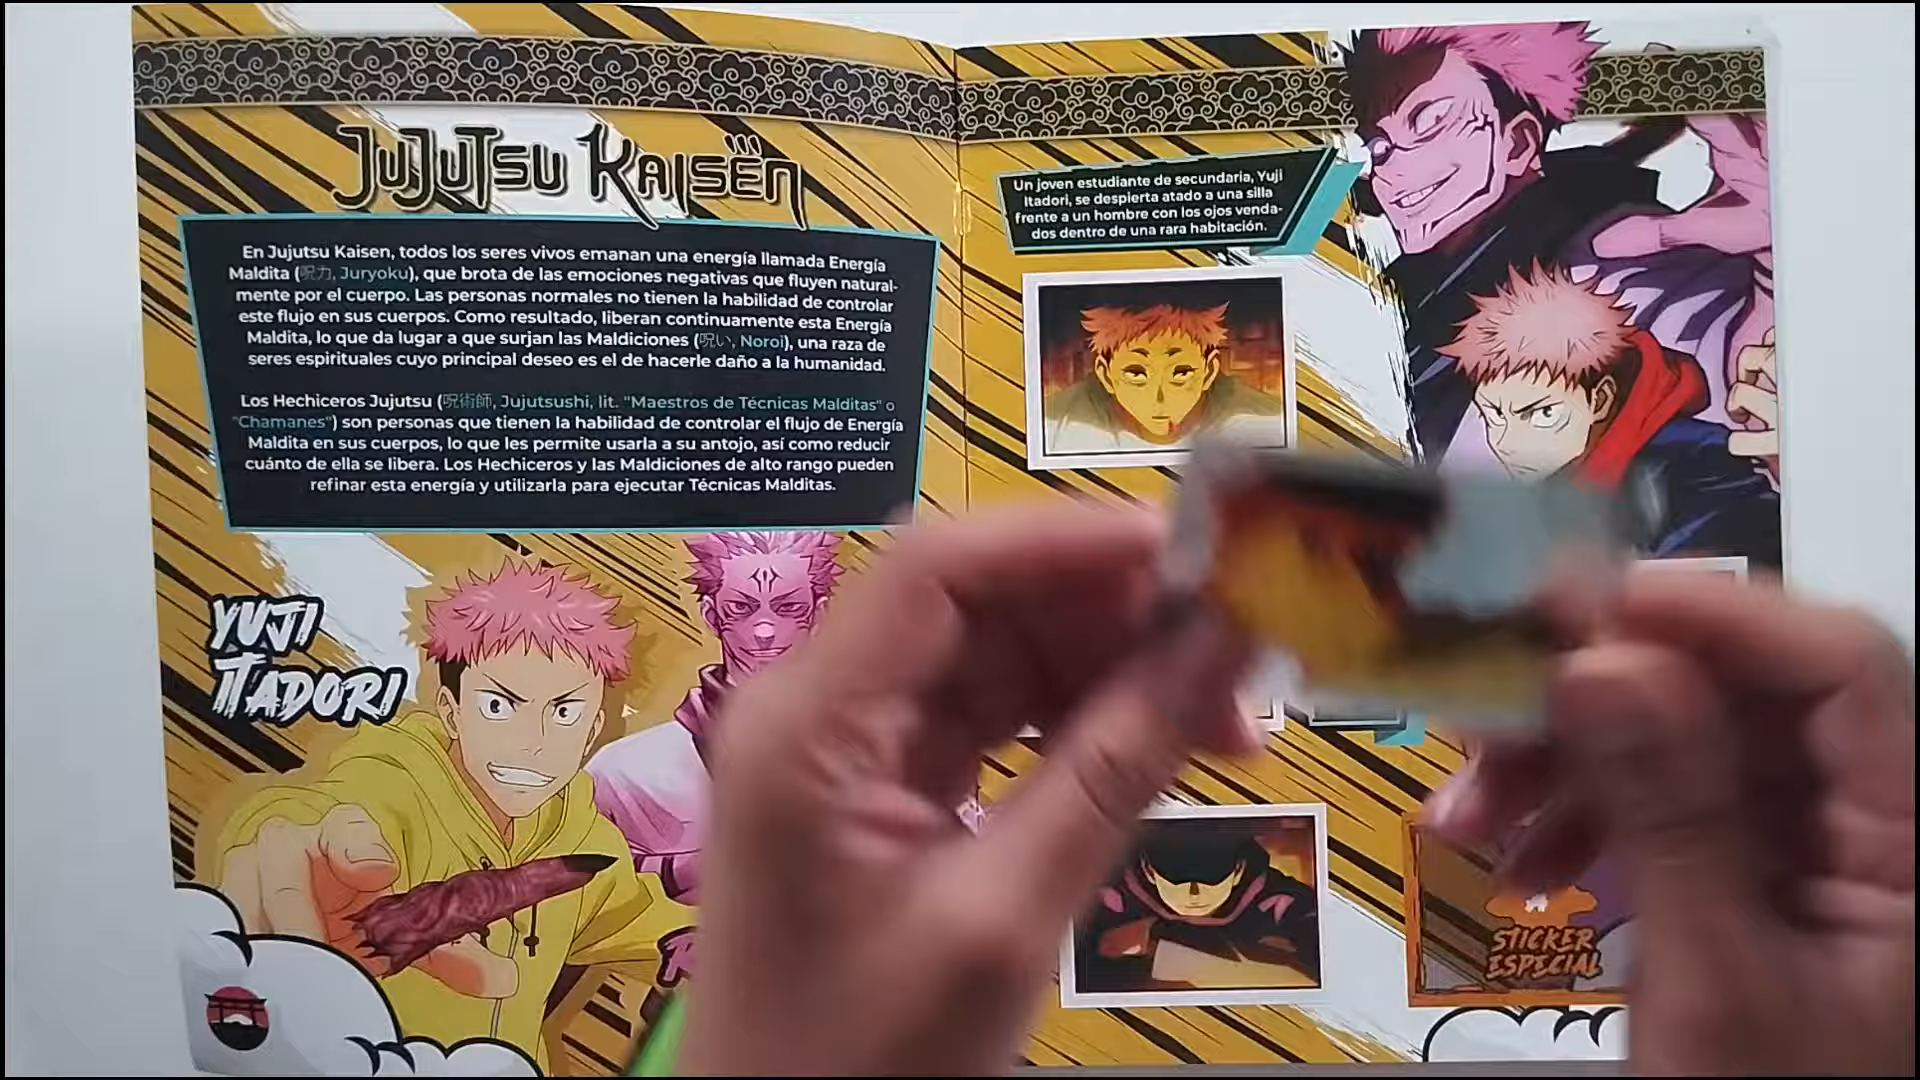 JUJUTSU KAISEN
En Jujutsu Kaisen, todos los seres vivos emanan una energía llamada Energía
Maldita (呪力, Juryoku), que brota de las emociones negativas que fluyen natural-
mente por el cuerpo. Las personas normales no tienen la habilidad de controlar
este flujo en sus cuerpos. Como resultado, liberan continuamente esta Energía
Maldita, lo que da lugar a que surjan las Maldiciones (呪い, Noroi), una raza de
seres espirituales cuyo principal deseo es el de hacerle daño a la humanidad.
Los Hechiceros Jujutsu (呪術師, Jujutsushi, lit. "Maestros de Técnicas Malditas" o
"Chamanes") son personas que tienen la habilidad de controlar el flujo de Energía
Maldita en sus cuerpos, lo que les permite usarla a su antojo, así como reducir
cuánto de ella se libera. Los Hechiceros y las Maldiciones de alto rango pueden
refinar esta energía y utilizarla para ejecutar Técnicas Malditas.
YUJI
ITADORI
Un joven estudiante de secundaria, Yuji
Itadori, se despierta atado a una silla
frente a un hombre con los ojos venda-
dos dentro de una rara habitación.
STICKER
ESPECIAL